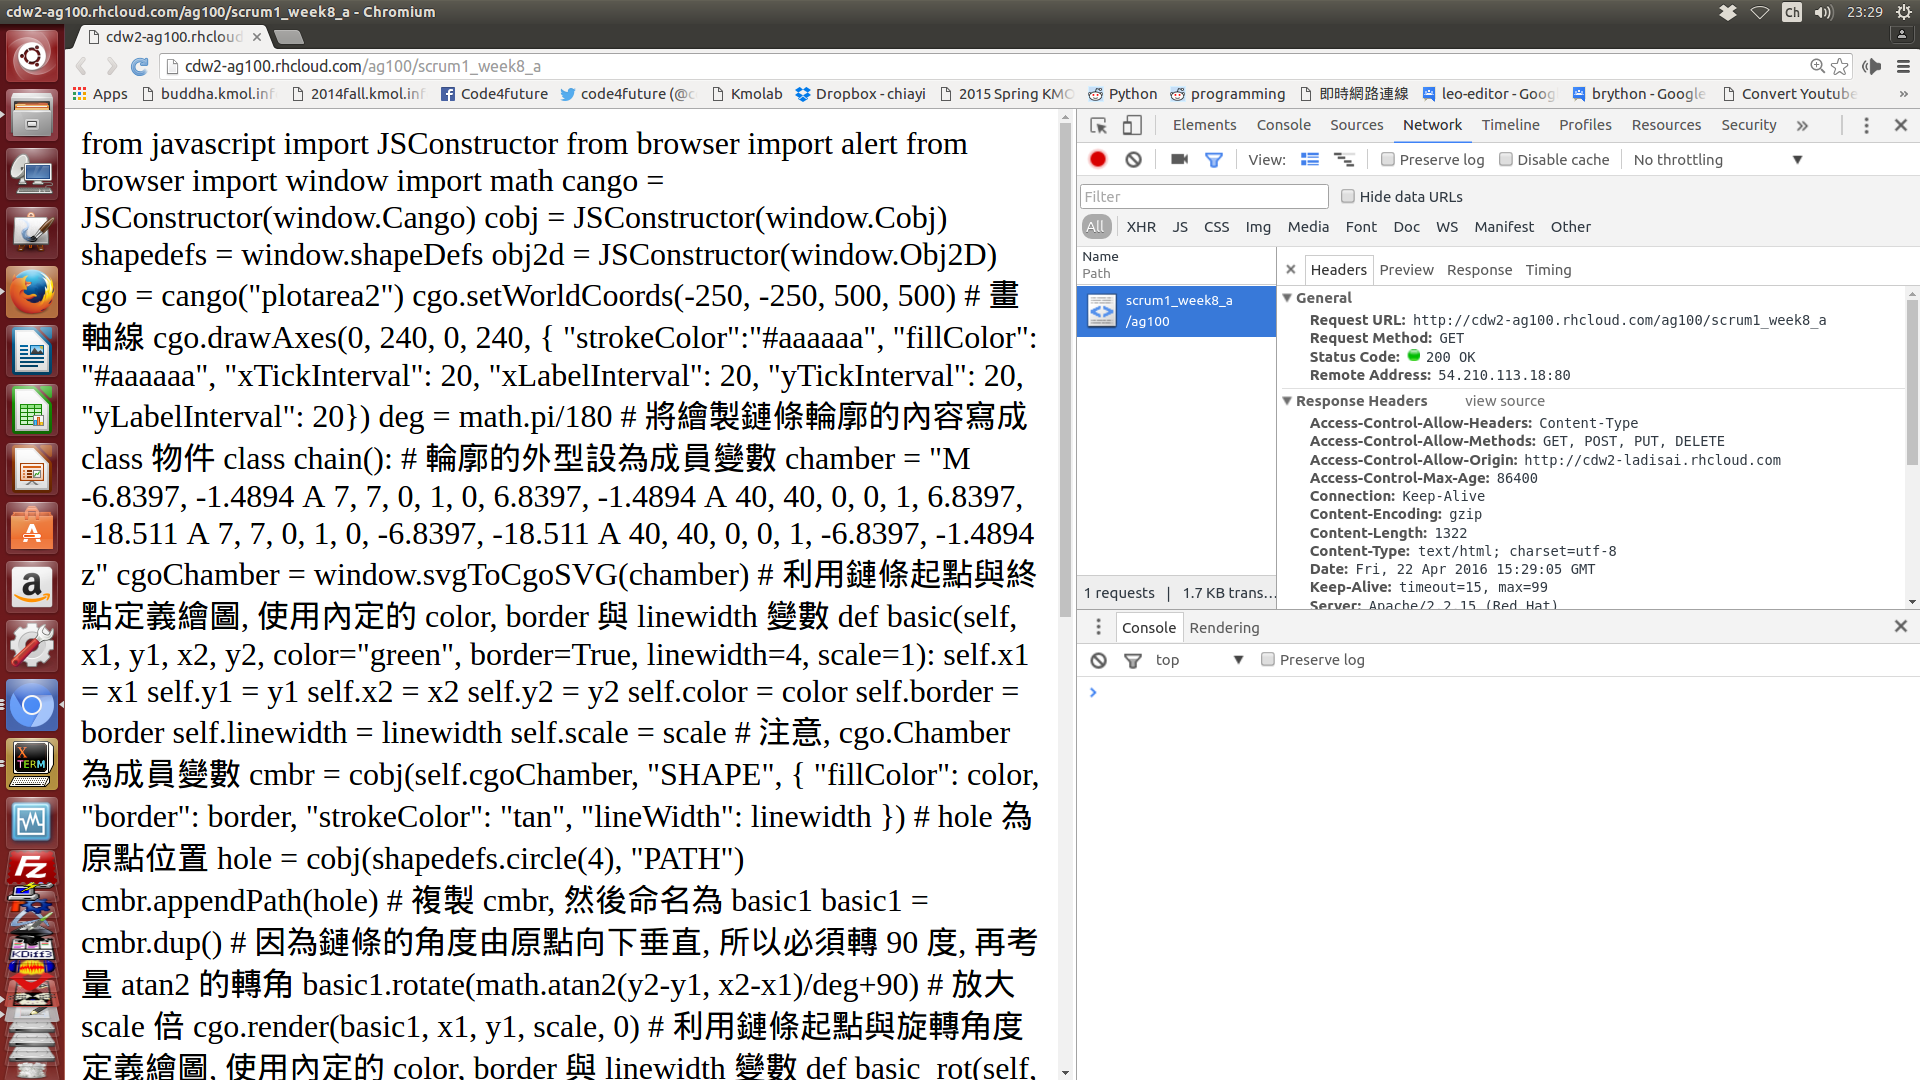 cdw2-ag100.rhcloud.com/ag100/scrum1_week8_a - Chromium
Ch
23:29
cdw2-ag100.rhcloud
cdw2-ag100.rhcloud.com/ag100/scrum1_week8_a
Apps
buddha.kmol.inf
2014fall.kmol.inf
Code4future
code4future (@c
Kmolab
Dropbox - chiayi
2015 Spring KMO
Python
programming
即時網路連線
leo-editor - Goog
brython - Google
Convert Youtube
»
from javascript import JSConstructor from browser import alert from
browser import window import math cango =
JSConstructor(window.Cango) cobj = JSConstructor(window.Cobj)
shapedefs = window.shapeDefs obj2d = JSConstructor(window.Obj2D)
cgo = cango("plotarea2") cgo.setWorldCoords(-250, -250, 500, 500) # 畫
軸線 cgo.drawAxes(0, 240, 0, 240, { "strokeColor":"#aaaaaa", "fillColor":
"#aaaaaa", "xTickInterval": 20, "xLabelInterval": 20, "yTickInterval": 20,
"yLabelInterval": 20}) deg = math.pi/180 # 將繪製鏈條輪廓的內容寫成
class 物件 class chain(): # 輪廓的外型設為成員變數 chamber = "M
-6.8397, -1.4894 A 7, 7, 0, 1, 0, 6.8397, -1.4894 A 40, 40, 0, 0, 1, 6.8397,
-18.511 A 7, 7, 0, 1, 0, -6.8397, -18.511 A 40, 40, 0, 0, 1, -6.8397, -1.4894
z" cgoChamber = window.svgToCgoSVG(chamber) # 利用鏈條起點與終
點定義繪圖, 使用內定的 color, border 與 linewidth 變數 def basic(self,
x1, y1, x2, y2, color="green", border=True, linewidth=4, scale=1): self.x1
= x1 self.y1 = y1 self.x2 = x2 self.y2 = y2 self.color = color self.border =
border self.linewidth = linewidth self.scale = scale # 注意, cgo.Chamber
為成員變數 cmbr = cobj(self.cgoChamber, "SHAPE", { "fillColor": color,
"border": border, "strokeColor": "tan", "lineWidth": linewidth }) # hole 為
原點位置 hole = cobj(shapedefs.circle(4), "PATH")
cmbr.appendPath(hole) # 複製 cmbr, 然後命名為 basic1 basic1 =
cmbr.dup() # 因為鏈條的角度由原點向下垂直, 所以必須轉 90 度, 再考
量 atan2 的轉角 basic1.rotate(math.atan2(y2-y1, x2-x1)/deg+90) # 放大
scale 倍 cgo.render(basic1, x1, y1, scale, 0) # 利用鏈條起點與旋轉角度
定義繪圖, 使用內定的 color, border 與 linewidth 變數 def basic_rot(self,
Elements
Console
Sources
Network
Timeline
Profiles
Resources
Security
»
View:
Preserve log
Disable cache
No throttling
Filter
Hide data URLs
All
XHR
JS
CSS
Img
Media
Font
Doc
WS
Manifest
Other
Name
Path
scrum1_week8_a
/ag100
1 requests | 1.7 KB trans…
Headers
Preview
Response
Timing
General
Request URL: http://cdw2-ag100.rhcloud.com/ag100/scrum1_week8_a
Request Method: GET
Status Code: 200 OK
Remote Address: 54.210.113.18:80
Response Headers view source
Access-Control-Allow-Headers: Content-Type
Access-Control-Allow-Methods: GET, POST, PUT, DELETE
Access-Control-Allow-Origin: http://cdw2-ladisai.rhcloud.com
Access-Control-Max-Age: 86400
Connection: Keep-Alive
Content-Encoding: gzip
Content-Length: 1322
Content-Type: text/html; charset=utf-8
Date: Fri, 22 Apr 2016 15:29:05 GMT
Keep-Alive: timeout=15, max=99
Server: Apache/2.2.15 (Red Hat)
Console
Rendering
top
Preserve log
X
TERM
Fz
KDiff3